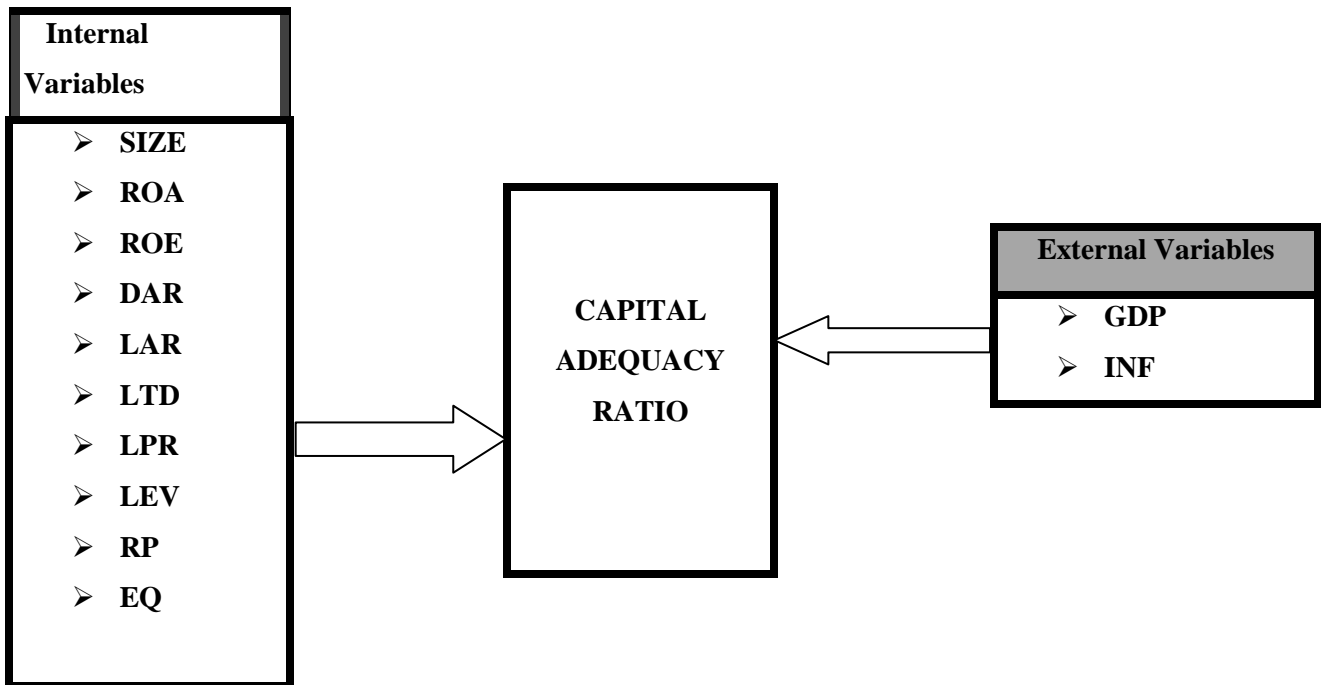 Internal
Variables
➢ SIZE
➢ ROA
➢ ROE
➢ DAR
➢ LAR
➢ LTD
➢ LPR
➢ LEV
➢ RP
➢ EQ
CAPITAL
ADEQUACY
RATIO
External Variables
➢ GDP
➢ INF